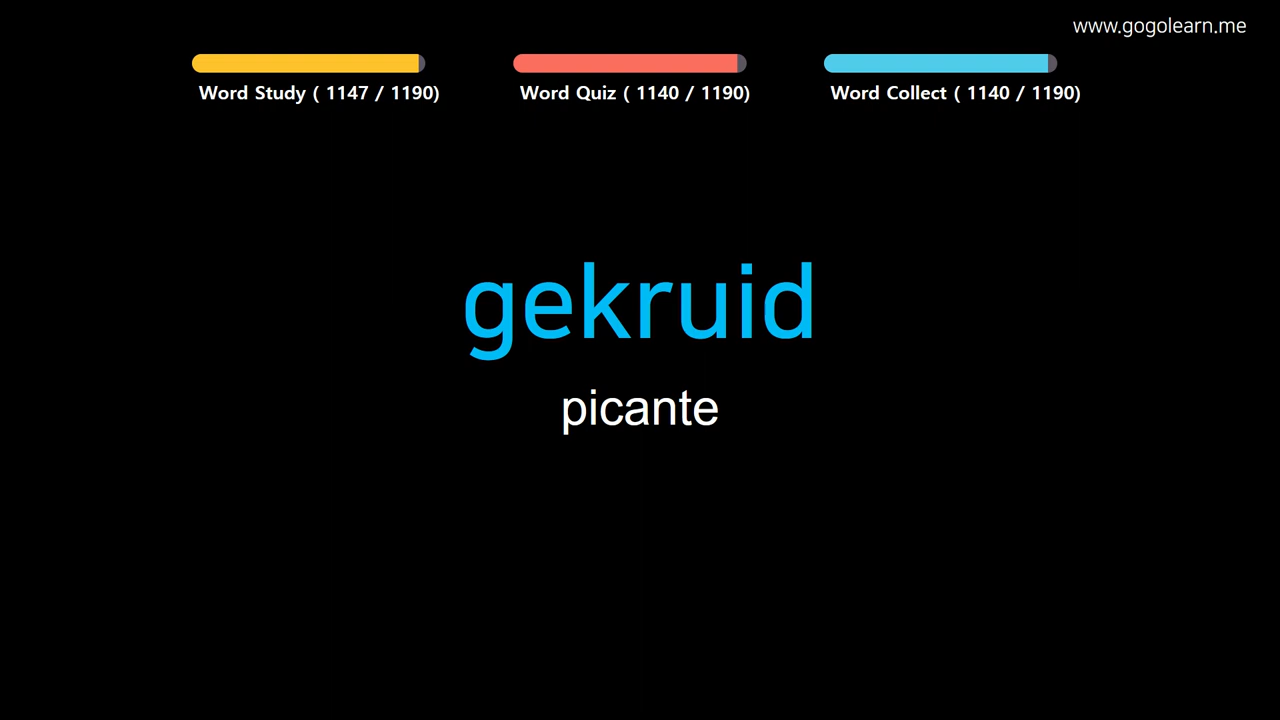 www.gogolearn.me
Word Study ( 1147 / 1190)
Word Quiz ( 1140 / 1190)
Word Collect ( 1140 / 1190)
gekruid
picante